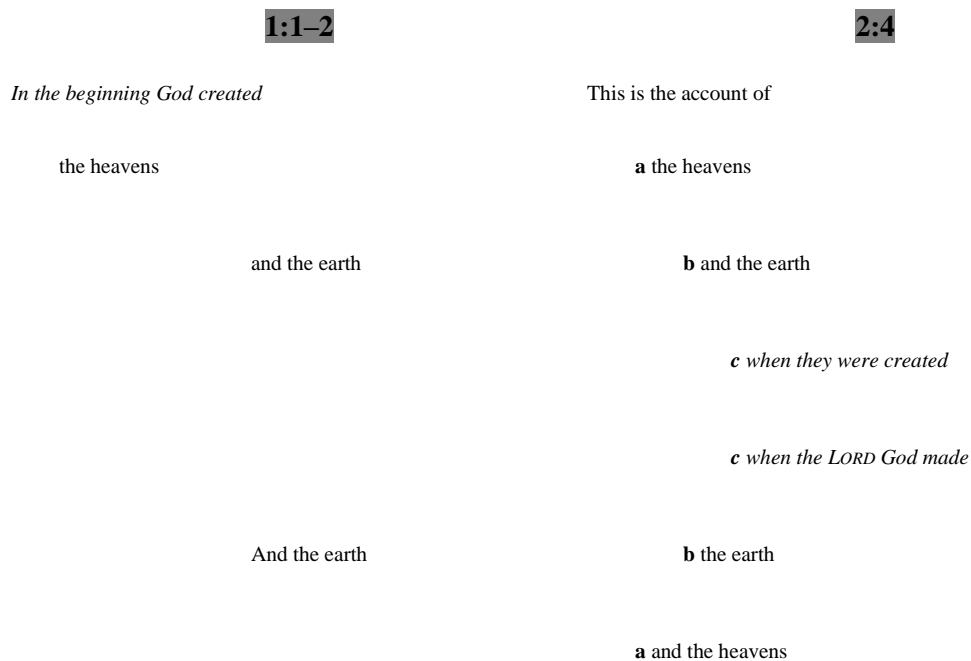 1:1–2 2:4
In the beginning God created This is the account of
the heavens a the heavens
and the earth b and the earth
c when they were created
c when the LORD God made
And the earth b the earth
a and the heavens